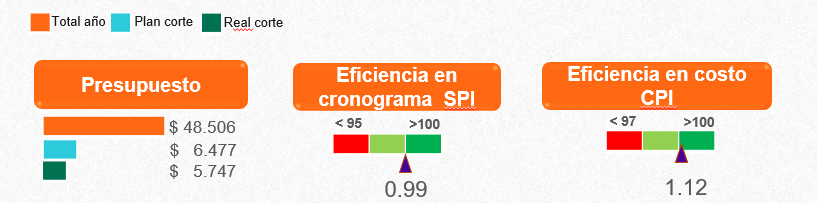 Total año Plan corte Real corte
Presupuesto
$ 48.506
$ 6.477
$ 5.747
Eficiencia en
cronograma SPI
< 95 >100
0.99
Eficiencia en costo
CPI
< 97 >100
1.12